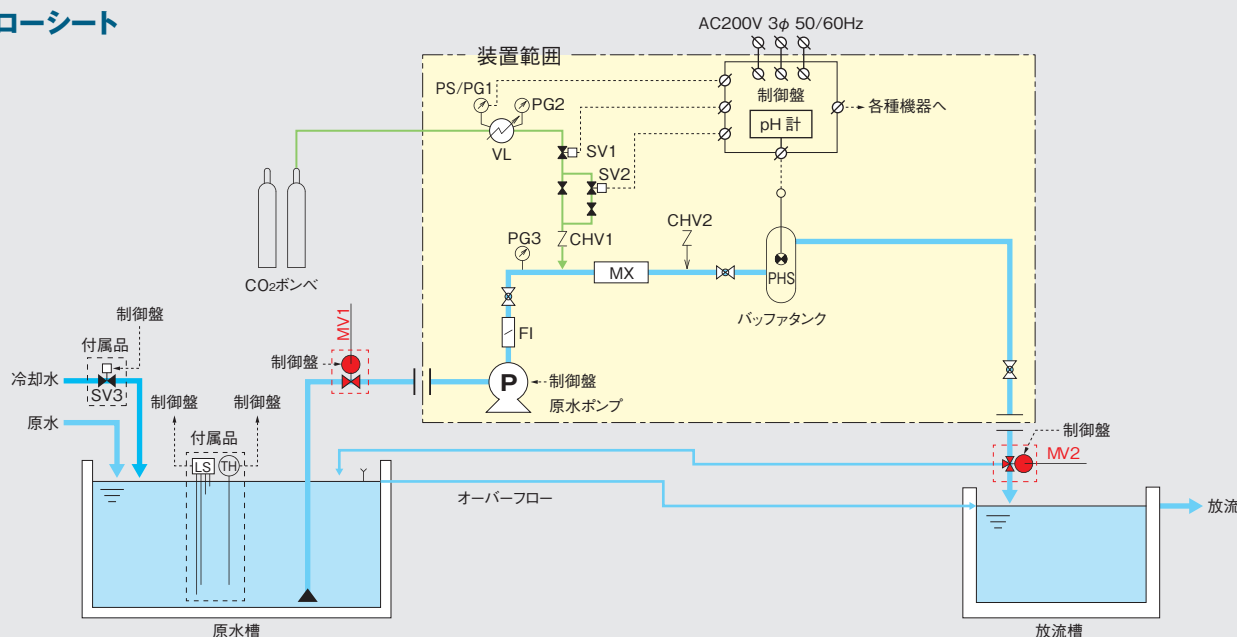 ローシート
AC200V 3φ 50/60Hz
装置範囲
PS/PG1
PG2
制御盤
各種機器へ
pH計
VL
SV1
SV2
CHV1
CHV2
PG3
MX
PHS
CO₂ボンベ
バッファタンク
制御盤
MV1
FI
付属品
制御盤
冷却水
SV3
P
制御盤
原水ポンプ
制御盤
制御盤
原水
付属品
制御盤
LS
TH
MV2
オーバーフロー
放流
原水槽
放流槽